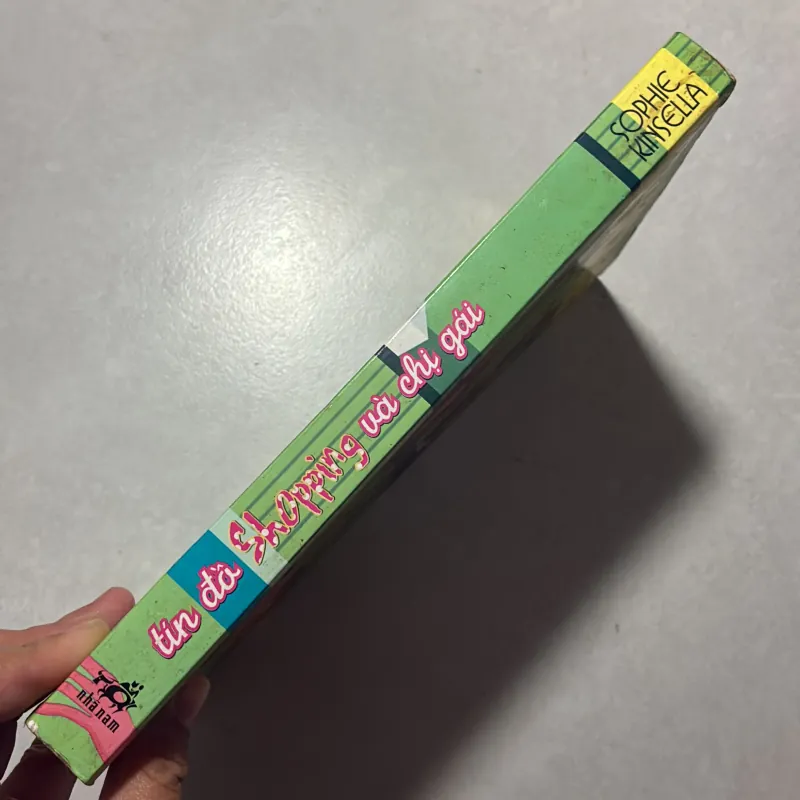 tín đồ Shopping và chị gái
SOPHIE
KINSELLA
nhã nam